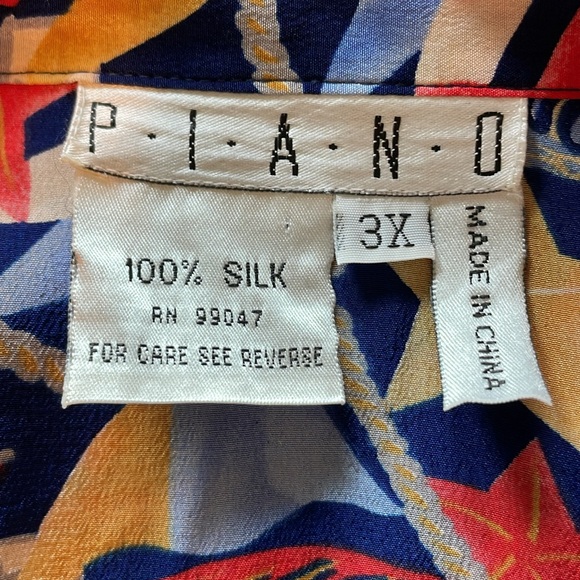 P·I·A·N·O
3X
100% SILK
RN 99047
FOR CARE SEE REVERSE
MADE IN CHINA